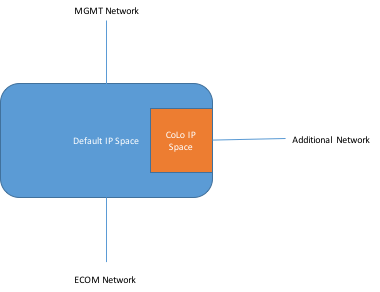 MGMT Network
Default IP Space
CoLo IP
Space
Additional Network
ECOM Network